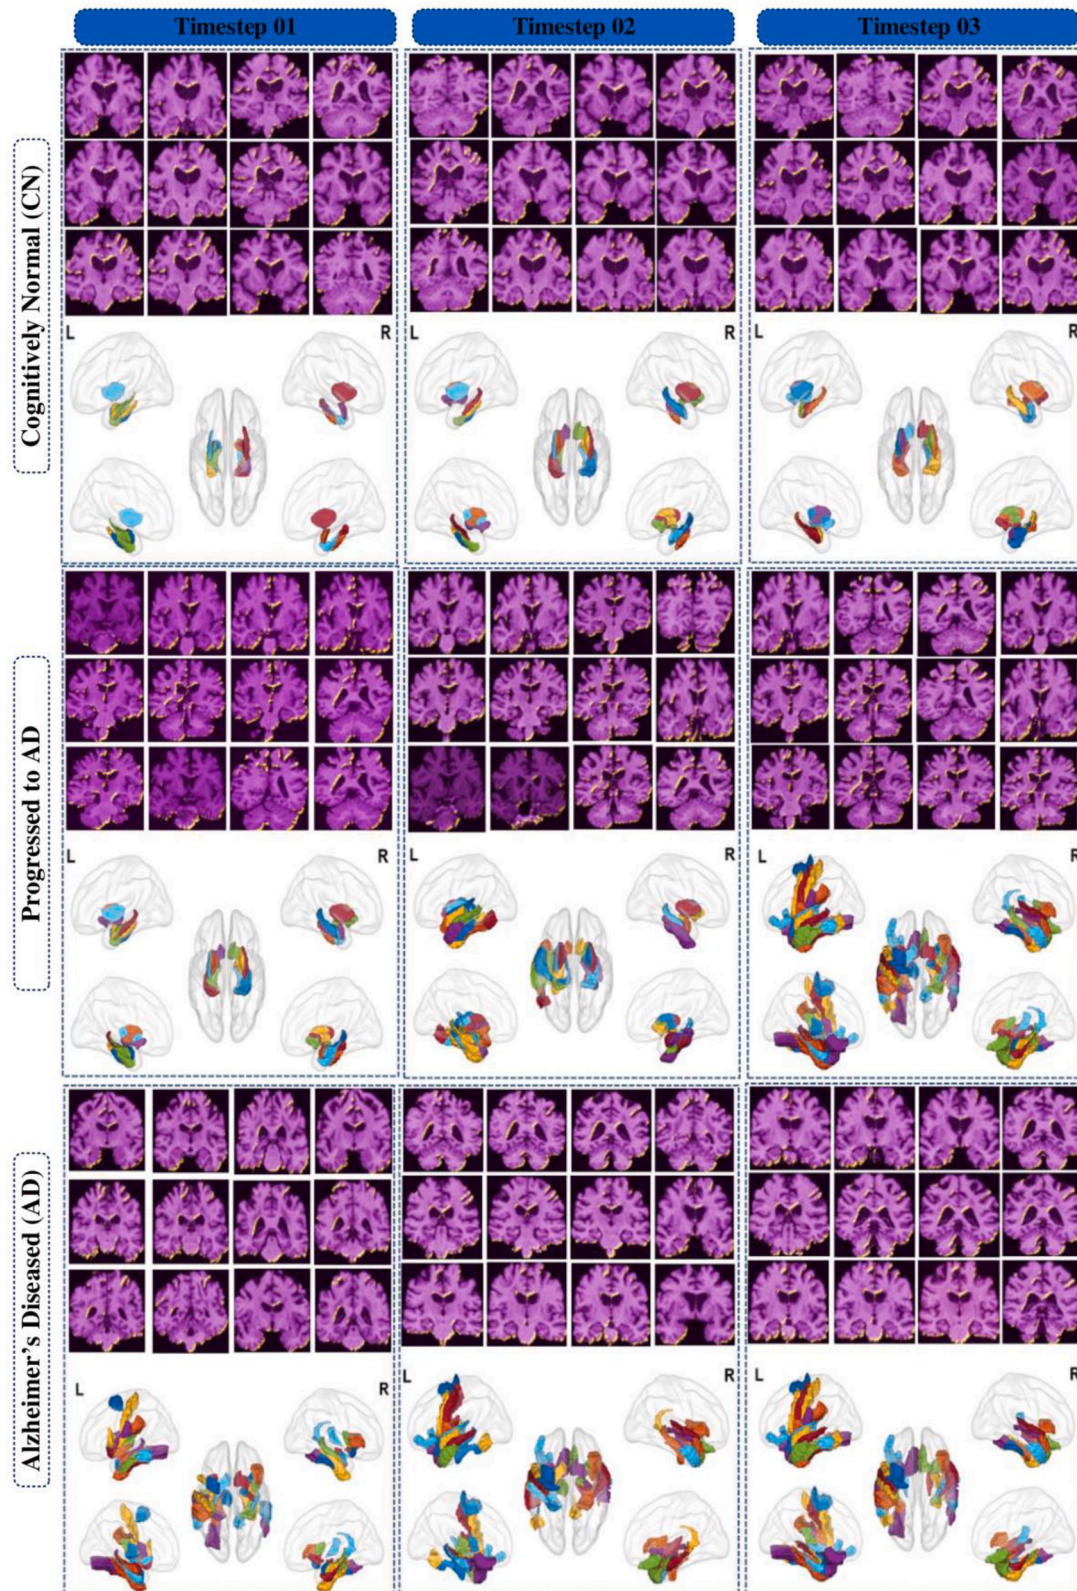 Timestep 01
Timestep 02
Timestep 03
Cognitively Normal (CN)
L
R
L
R
L
R
Progressed to AD
L
R
L
R
L
R
Alzheimer's Diseased (AD)
L
R
L
R
L
R